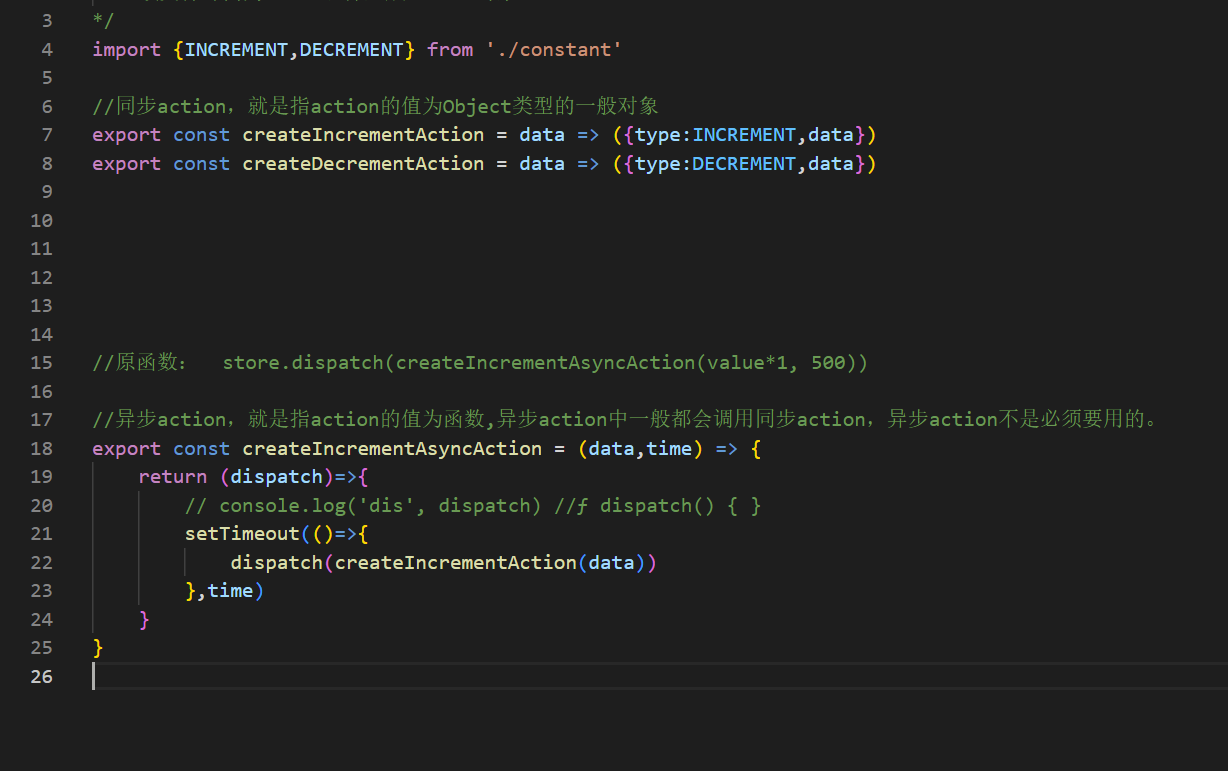 3 */
4 import {INCREMENT,DECREMENT} from './constant'
5
6 //同步action，就是指action的值为Object类型的一般对象
7 export const createIncrementAction = data => ({type:INCREMENT,data})
8 export const createDecrementAction = data => ({type:DECREMENT,data})
9
10
11
12
13
14
15 //原函数：  store.dispatch(createIncrementAsyncAction(value*1, 500))
16
17 //异步action，就是指action的值为函数,异步action中一般都会调用同步action，异步action不是必须要用的。
18 export const createIncrementAsyncAction = (data,time) => {
19     return (dispatch)=>{
20         // console.log('dis', dispatch) //ƒ dispatch() { }
21         setTimeout(()=>{
22             dispatch(createIncrementAction(data))
23         },time)
24     }
25 }
26